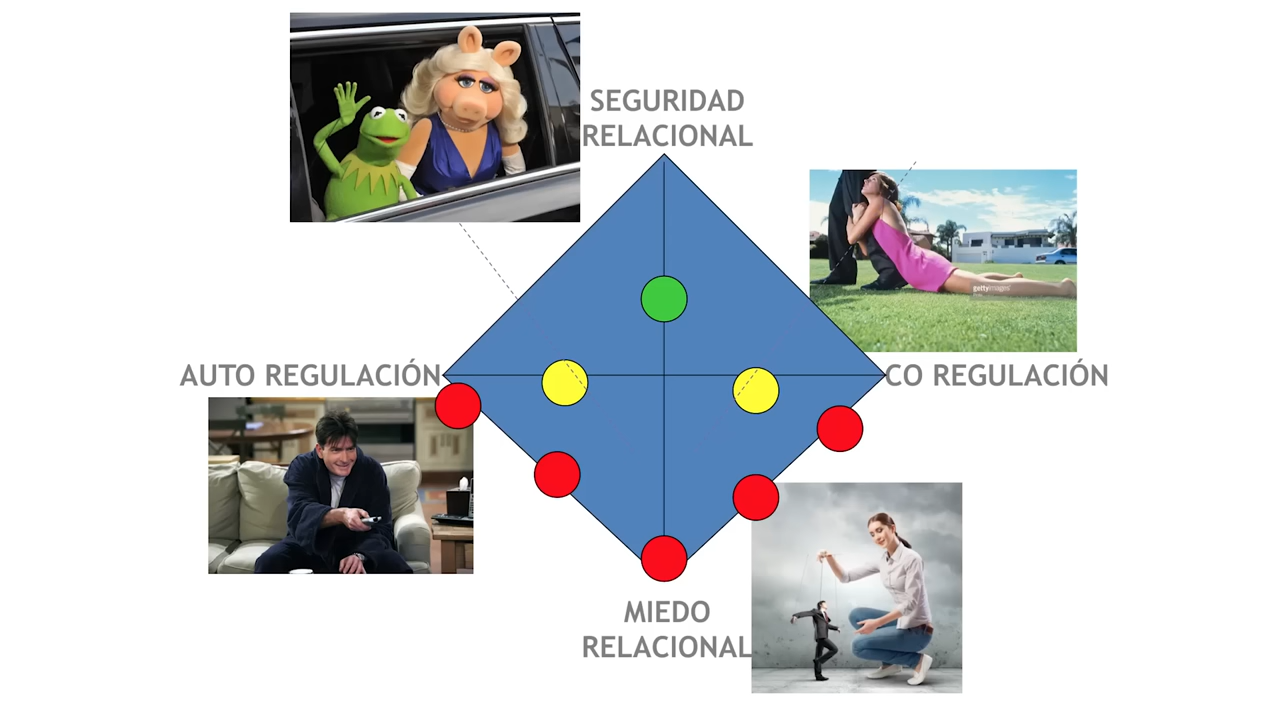 SEGURIDAD
RELACIONAL
gettyimages
AUTO REGULACIÓN
CO REGULACIÓN
MIEDO
RELACIONAL